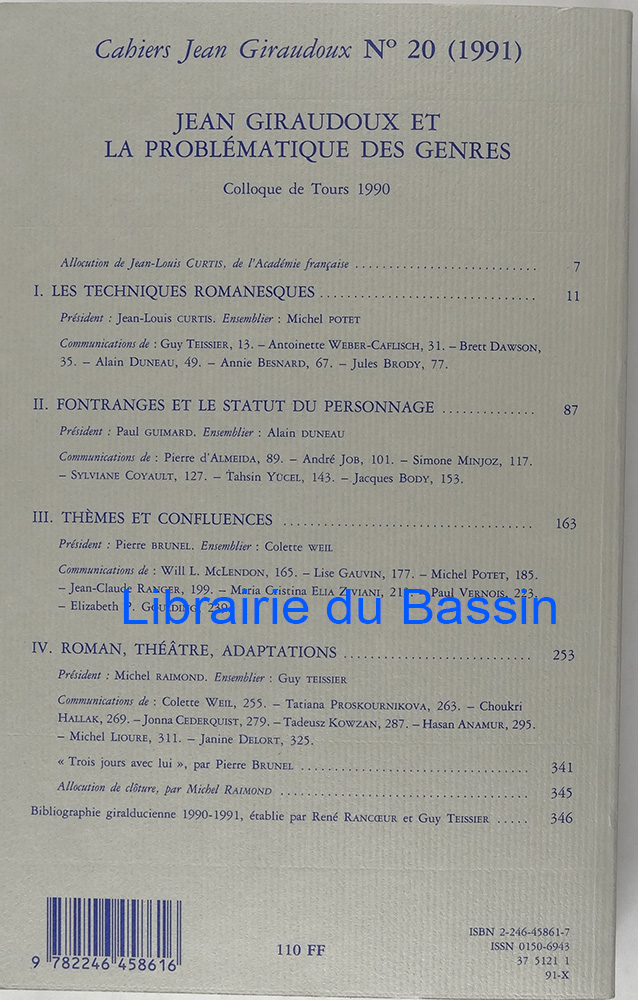 Cahiers Jean Giraudoux Nº 20 (1991)
JEAN GIRAUDOUX ET
LA PROBLÉMATIQUE DES GENRES
Colloque de Tours 1990
Allocution de Jean-Louis CURTIS, de l'Académie française ............................ 7
I. LES TECHNIQUES ROMANESQUES ................................. 11
Président : Jean-Louis CURTIS. Ensemblier : Michel POTET
Communications de : Guy TEISSIER, 13. – Antoinette WEBER-CAFLISCH, 31. – Brett DAWSON,
35. – Alain DUNEAU, 49. – Annie BESNARD, 67. – Jules BRODY, 77.
II. FONTRANGES ET LE STATUT DU PERSONNAGE .............. 87
Président : Paul GUIMARD. Ensemblier : Alain DUNEAU
Communications de : Pierre d'ALMEIDA, 89. – André JOB, 101. – Simone MINJOZ, 117.
– SYLVIANE COYAULT, 127. – Tahsin YÜCEL, 143. – Jacques BODY, 153.
III. THÈMES ET CONFLUENCES ..................................... 163
Président : Pierre BRUNEL. Ensemblier : Colette WEIL
Communications de : Will L. McLENDON, 165. – Lise GAUVIN, 177. – Michel POTET, 185.
– Jean-Claude RANGER, 199. – Maria Cristina ELIA ZIVIANI, 21 – Paul VERNOIS, 223.
– Elizabeth P. GOULDING, 239.
Librairie du Bassin
IV. ROMAN, THÉÂTRE, ADAPTATIONS ............................ 253
Président : Michel RAIMOND. Ensemblier : Guy TEISSIER
Communications de : Colette WEIL, 255. – Tatiana PROSKOURNIKOVA, 263. – Choukri
HALLAK, 269. – Jonna CEDERQUIST, 279. – Tadeusz KOWZAN, 287. – Hasan ANAMUR, 295.
– Michel LIOURE, 311. – Janine DELORT, 325.
« Trois jours avec lui », par Pierre BRUNEL ................................... 341
Allocution de clôture, par Michel RAIMOND ...................................... 345
Bibliographie giralducienne 1990-1991, établie par René RANCŒUR et Guy TEISSIER ..... 346
ISBN 2-246-45861-7
ISSN 0150-6943
37 5121 1
91-X
110 FF
9 782246 458616